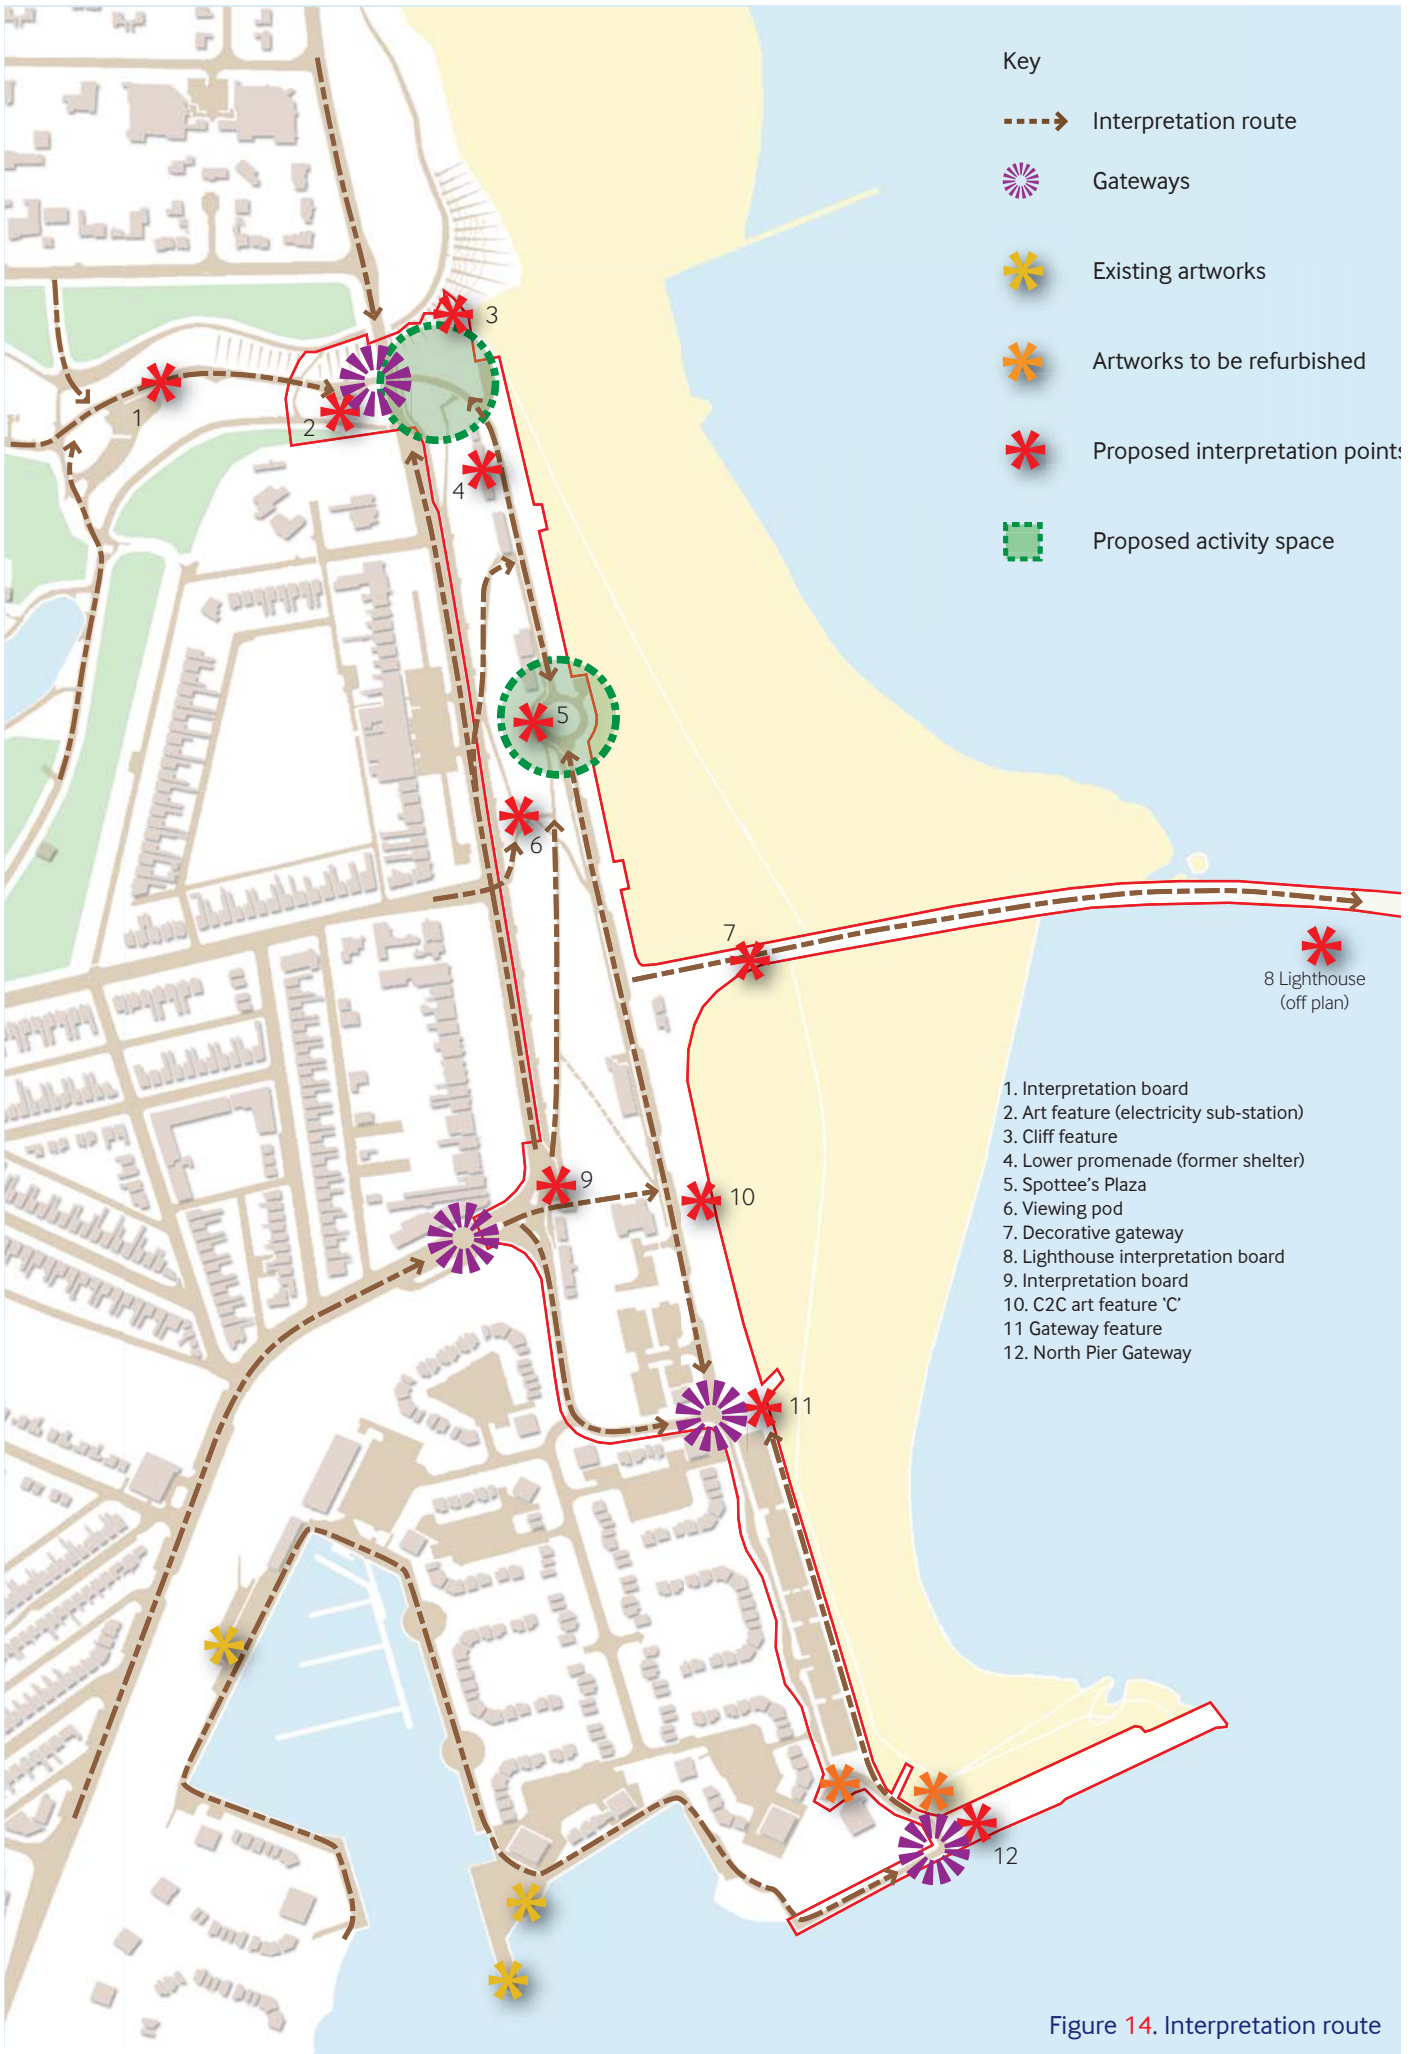 Key
Interpretation route
Gateways
Existing artworks
Artworks to be refurbished
Proposed interpretation points
Proposed activity space
3
1
2
4
5
6
7
8 Lighthouse
(off plan)
9
10
11
12
1. Interpretation board
2. Art feature (electricity sub-station)
3. Cliff feature
4. Lower promenade (former shelter)
5. Spottee’s Plaza
6. Viewing pod
7. Decorative gateway
8. Lighthouse interpretation board
9. Interpretation board
10. C2C art feature ‘C’
11 Gateway feature
12. North Pier Gateway
Figure 14. Interpretation route